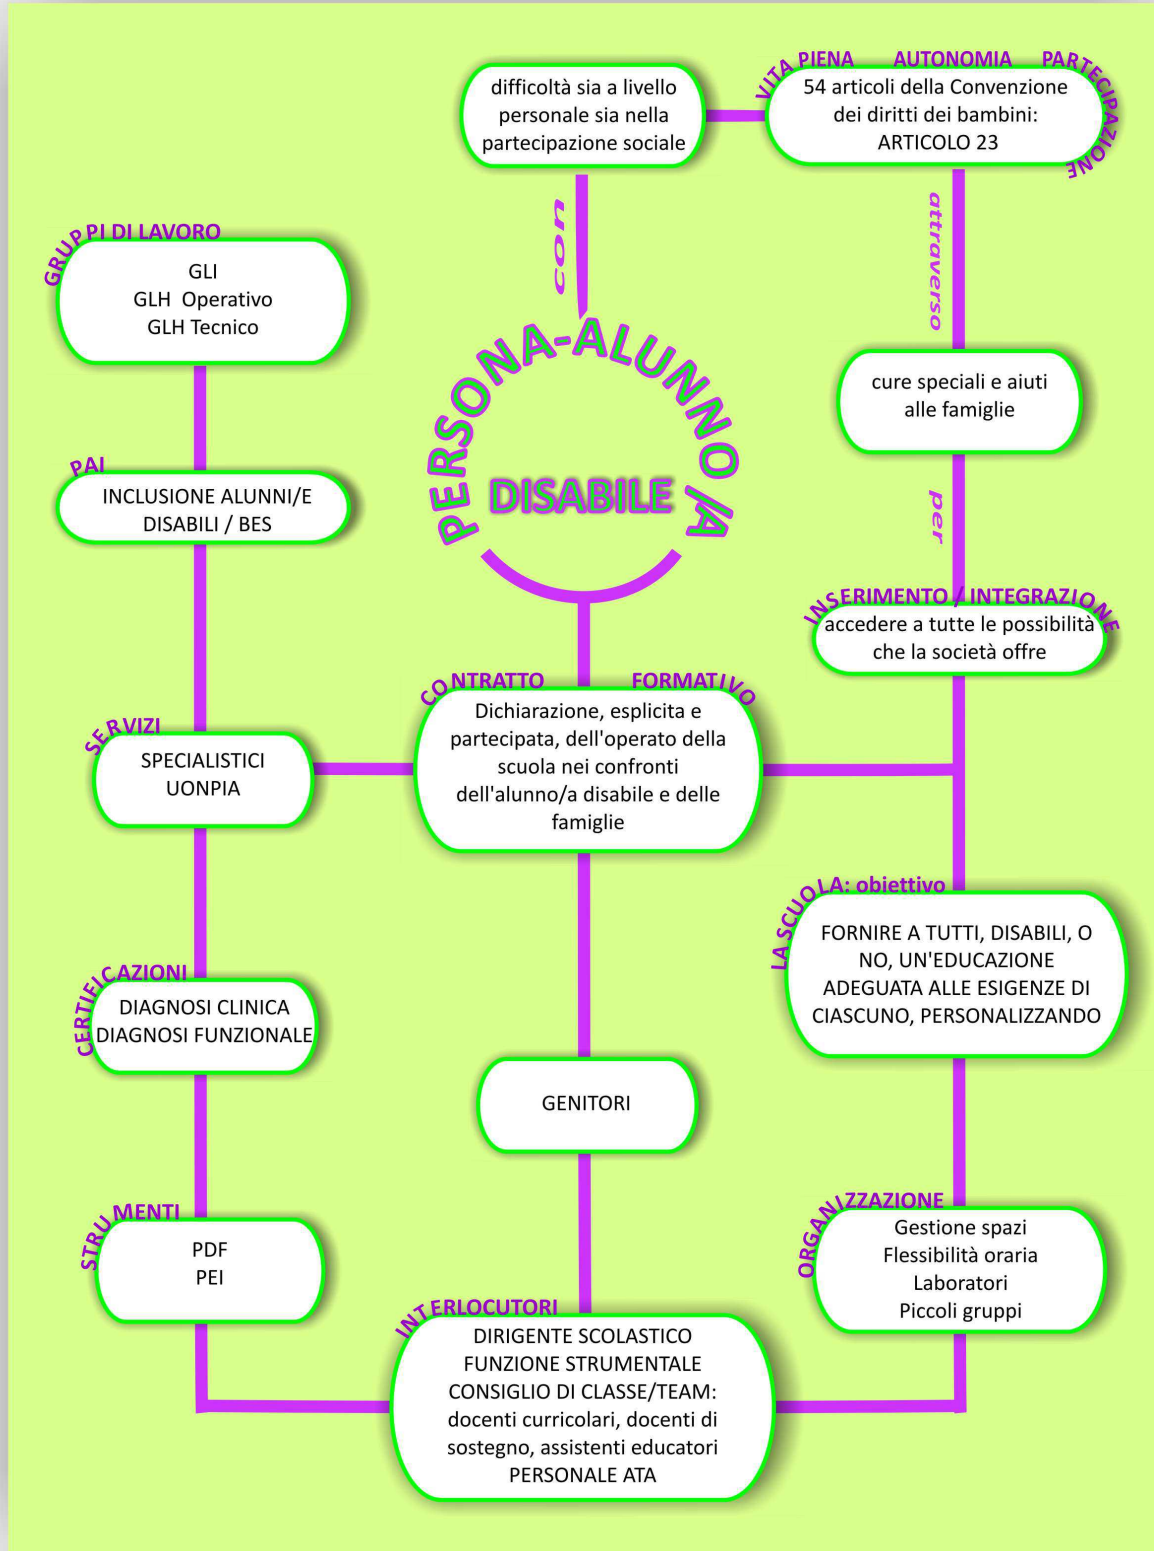 difficoltà sia a livello
personale sia nella
partecipazione sociale
VITA PIENA AUTONOMIA PARTECIPAZIONE
54 articoli della Convenzione
dei diritti dei bambini:
ARTICOLO 23
con
attraverso
GRUPPI DI LAVORO
GLI
GLH Operativo
GLH Tecnico
PERSONA-ALUNNO /A
DISABILE
cure speciali e aiuti
alle famiglie
per
PAI
INCLUSIONE ALUNNI/E
DISABILI / BES
INSERIMENTO / INTEGRAZIONE
accedere a tutte le possibilità
che la società offre
CONTRATTO FORMATIVO
Dichiarazione, esplicita e
partecipata, dell'operato della
scuola nei confronti
dell'alunno/a disabile e delle
famiglie
SERVIZI
SPECIALISTICI
UONPIA
LA SCUOLA: obiettivo
FORNIRE A TUTTI, DISABILI, O
NO, UN'EDUCAZIONE
ADEGUATA ALLE ESIGENZE DI
CIASCUNO, PERSONALIZZANDO
CERTIFICAZIONI
DIAGNOSI CLINICA
DIAGNOSI FUNZIONALE
GENITORI
STRUMENTI
PDF
PEI
ORGANIZZAZIONE
Gestione spazi
Flessibilità oraria
Laboratori
Piccoli gruppi
INTERLOCUTORI
DIRIGENTE SCOLASTICO
FUNZIONE STRUMENTALE
CONSIGLIO DI CLASSE/TEAM:
docenti curricolari, docenti di
sostegno, assistenti educatori
PERSONALE ATA